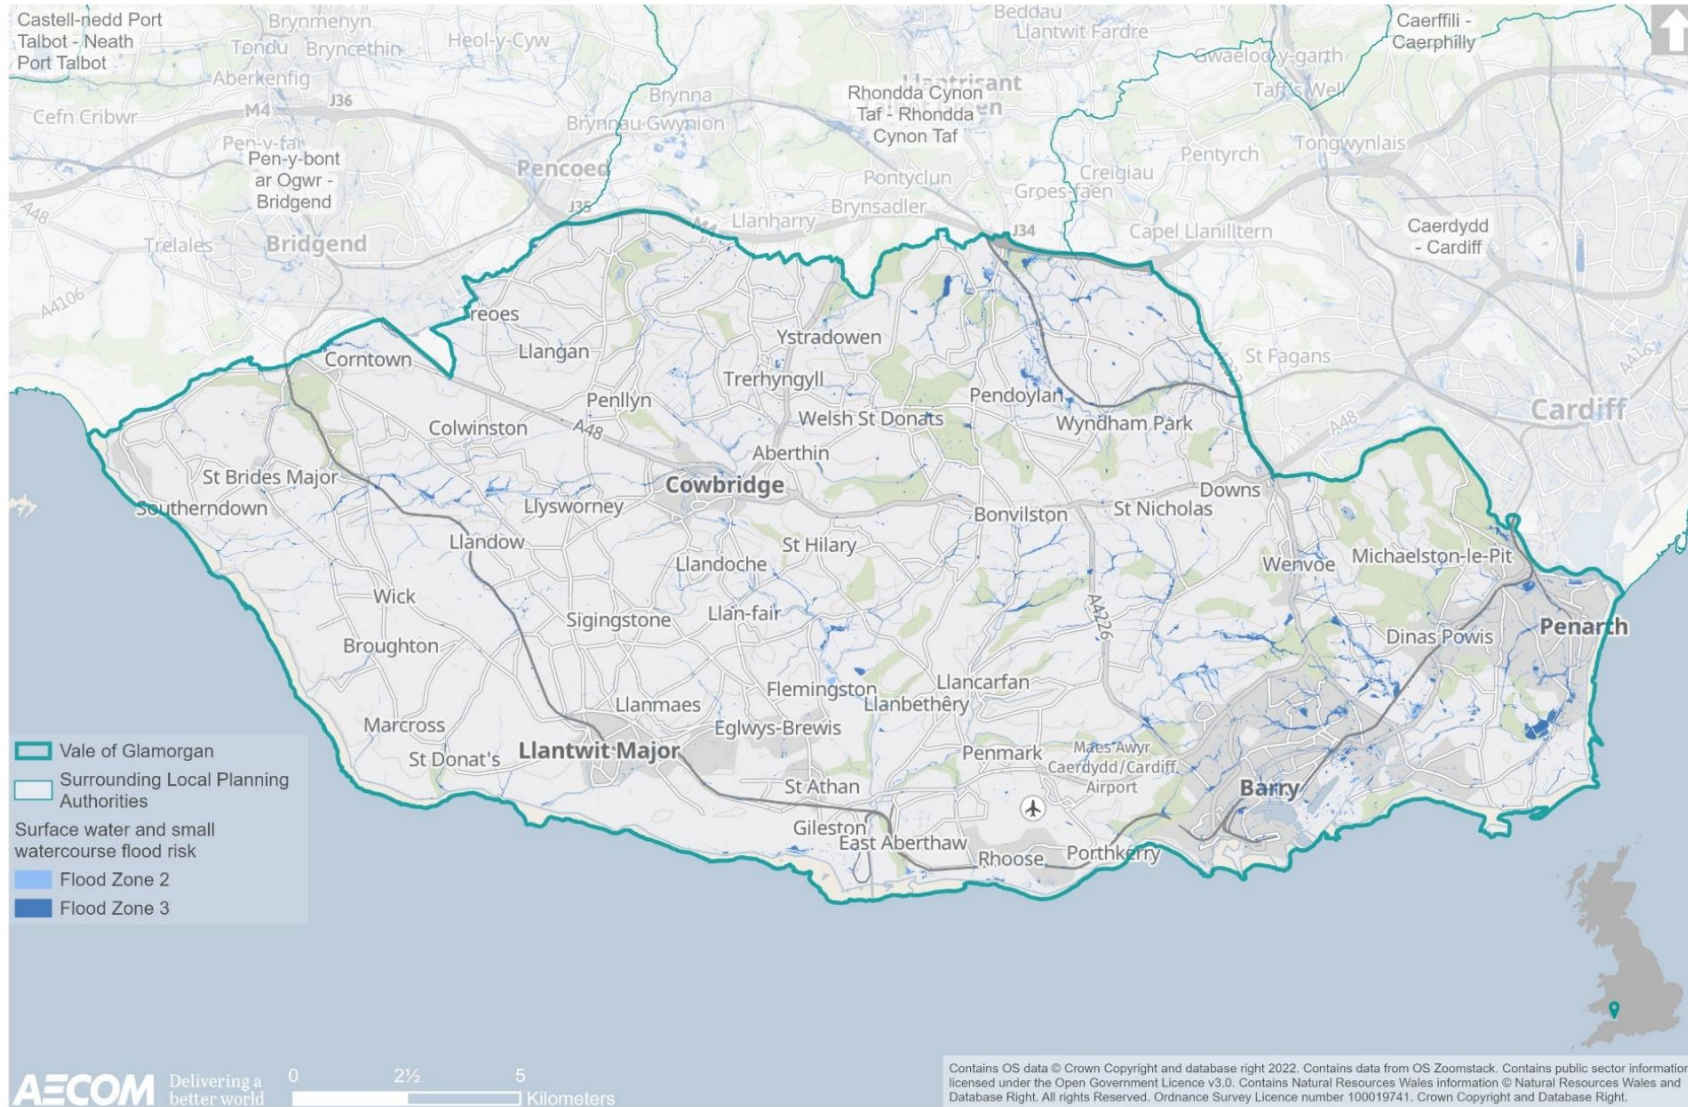 Castell-nedd Port
Talbot - Neath
Port Talbot
Brynmenyn
Tondu
Bryncethin
Heol-y-Cyw
Aberkenfig
Beddau
Llantwit Fardre
Caerffili -
Caerphilly
Gwaelod-y-garth
Taffs Well
M4
J36
Cefn Cribwr
Brynna
Brynnau Gwynion
Llantrisant
Rhondda Cynon
Taf - Rhondda
Cynon Taf
Pen-y-bont
ar Ogwr -
Bridgend
Pencoed
Pontyclun
Pentyrch
Tongwynlais
Creigiau
Groes-faen
A48
J35
Llanharry
Brynsadler
J34
Capel Llanilltern
Caerdydd
- Cardiff
Trelales
Bridgend
A4106
reoes
Corntown
Llangan
Ystradowen
St Fagans
A4232
A4161
Trerhyngyll
Penllyn
Pendoylan
Cardiff
A48
Colwinston
A48
Welsh St Donats
Wyndham Park
Aberthin
St Brides Major
Cowbridge
Downs
Southerndown
Llysworney
Bonvilston
St Nicholas
Llandow
St Hilary
Llandoche
Wenvoe
Michaelston-le-Pit
Wick
Sigingstone
Llan-fair
A4226
Broughton
Dinas Powis
Penarth
Flemingston
Llancarfan
Llanbethêry
Llanmaes
Marcross
Eglwys-Brewis
St Donat's
Llantwit Major
Penmark
Maes Awyr
Caerdydd/Cardiff
Airport
St Athan
Barry
Gileston
East Aberthaw
Rhoose
Porthkerry
Vale of Glamorgan
Surrounding Local Planning
Authorities
Surface water and small
watercourse flood risk
Flood Zone 2
Flood Zone 3
AECOM
Delivering a
better world
0 2½ 5
Kilometers
Contains OS data © Crown Copyright and database right 2022. Contains data from OS Zoomstack. Contains public sector information
licensed under the Open Government Licence v3.0. Contains Natural Resources Wales information © Natural Resources Wales and
Database Right. All rights Reserved. Ordnance Survey Licence number 100019741. Crown Copyright and Database Right.